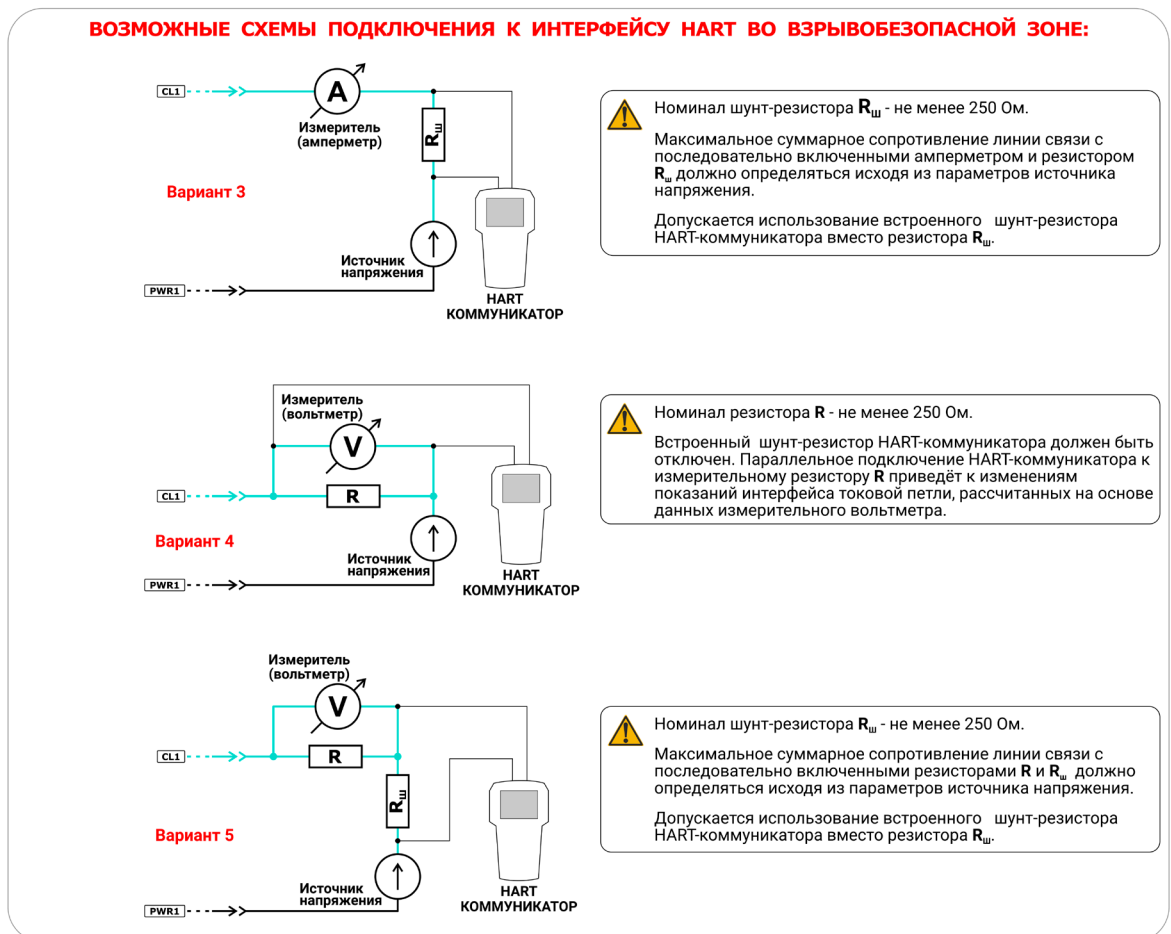 ВОЗМОЖНЫЕ СХЕМЫ ПОДКЛЮЧЕНИЯ К ИНТЕРФЕЙСУ HART ВО ВЗРЫВОБЕЗОПАСНОЙ ЗОНЕ:
CL1
A
Измеритель
(амперметр)
Rш
Вариант 3
Источник
напряжения
PWR1
HART
КОММУНИКАТОР
Номинал шунт-резистора Rш - не менее 250 Ом.
Максимальное суммарное сопротивление линии связи с
последовательно включенными амперметром и резистором
Rш должно определяться исходя из параметров источника
напряжения.
Допускается использование встроенного шунт-резистора
HART-коммуникатора вместо резистора Rш.
Измеритель
(вольтметр)
V
CL1
R
Вариант 4
Источник
напряжения
PWR1
HART
КОММУНИКАТОР
Номинал резистора R - не менее 250 Ом.
Встроенный шунт-резистор HART-коммуникатора должен быть
отключен. Параллельное подключение HART-коммуникатора к
измерительному резистору R приведёт к изменениям
показаний интерфейса токовой петли, рассчитанных на основе
данных измерительного вольтметра.
Измеритель
(вольтметр)
V
CL1
R
Rш
Вариант 5
Источник
напряжения
PWR1
HART
КОММУНИКАТОР
Номинал шунт-резистора Rш - не менее 250 Ом.
Максимальное суммарное сопротивление линии связи с
последовательно включенными резисторами R и Rш должно
определяться исходя из параметров источника напряжения.
Допускается использование встроенного шунт-резистора
HART-коммуникатора вместо резистора Rш.